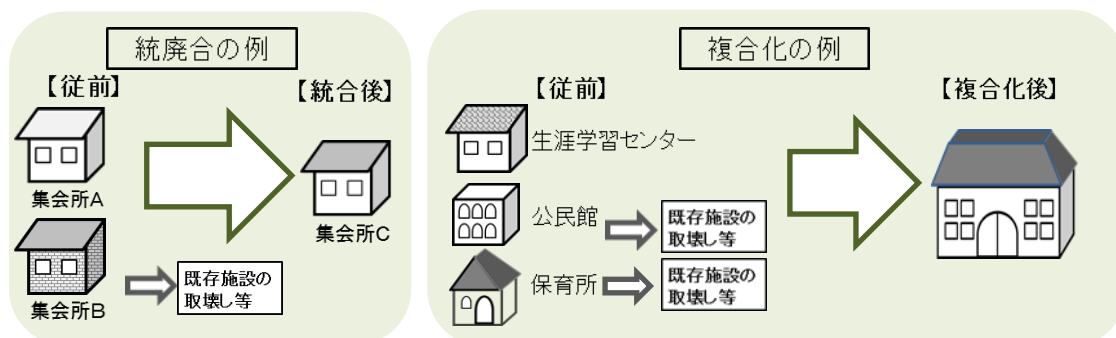 統廃合の例
【従前】
【統合後】
集会所A
集会所C
集会所B
既存施設の
取壊し等
複合化の例
【従前】
【複合化後】
生涯学習センター
公民館
既存施設の
取壊し等
保育所
既存施設の
取壊し等